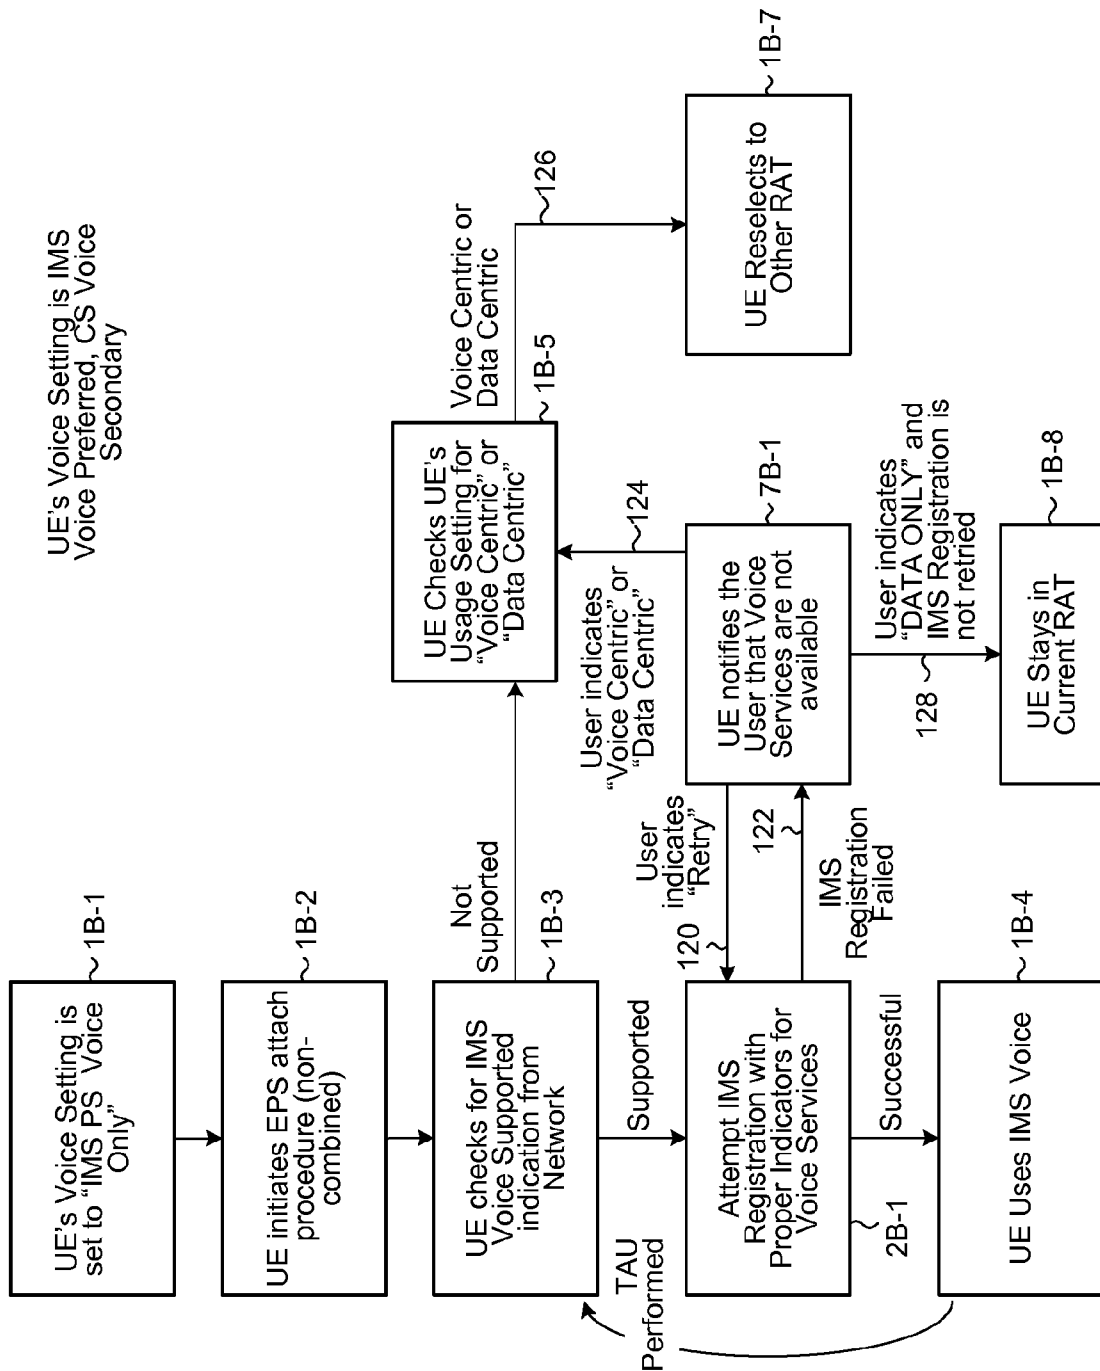 UE's Voice Setting is IMS
Voice Preferred, CS Voice
Secondary
UE's Voice Setting is
set to "IMS PS Voice
Only"
1B-1
UE initiates EPS attach
procedure (non-
combined)
1B-2
UE checks for IMS
Voice Supported
indication from
Network
1B-3
Not
Supported
UE Checks UE's
Usage Setting for
"Voice Centric" or
"Data Centric"
1B-5
Voice Centric or
Data Centric
126
UE Reselects to
Other RAT
1B-7
TAU
Performed
Supported
Attempt IMS
Registration with
Proper Indicators for
Voice Services
2B-1
User
indicates
"Retry"
120
122
IMS
Registration
Failed
UE notifies the
User that Voice
Services are not
available
7B-1
User indicates
"Voice Centric" or
"Data Centric"
124
User indicates
"DATA ONLY" and
IMS Registration is
not retried
128
UE Stays in
Current RAT
1B-8
Successful
UE Uses IMS Voice
1B-4